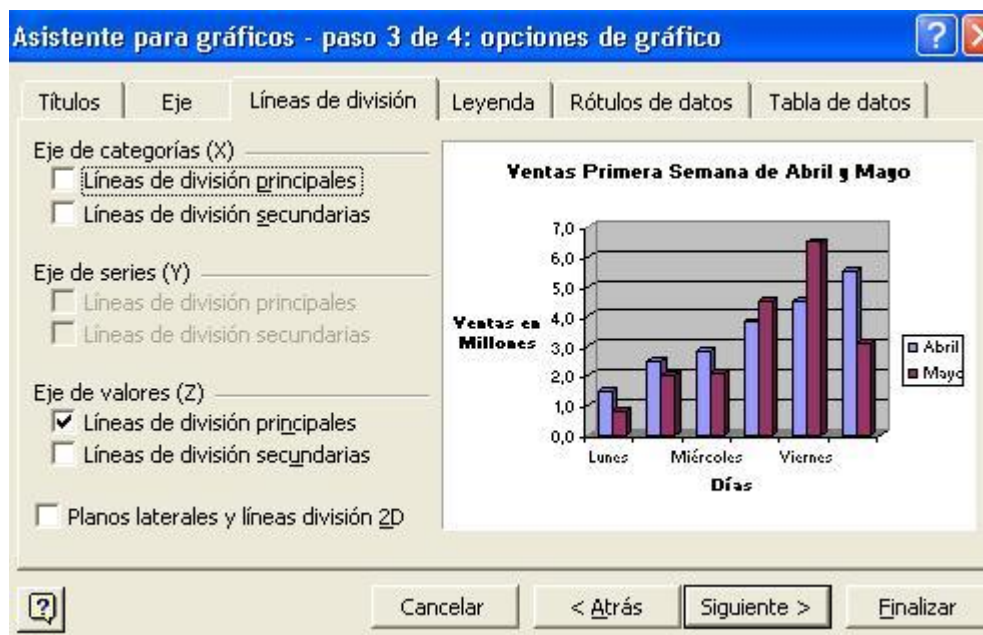 Asistente para gráficos - paso 3 de 4: opciones de gráfico
Títulos
Eje
Líneas de división
Leyenda
Rótulos de datos
Tabla de datos
Eje de categorías (X)
Líneas de división principales
Líneas de división secundarias
Eje de series (Y)
Líneas de división principales
Líneas de división secundarias
Eje de valores (Z)
Líneas de división principales
Líneas de división secundarias
Planos laterales y líneas división 2D
Ventas Primera Semana de Abril y Mayo
7,0
6,0
5,0
4,0
3,0
2,0
1,0
0,0
Ventas en
Millones
Lunes Miércoles Viernes
Días
Abril
Mayo
Cancelar
< Atrás
Siguiente >
Finalizar